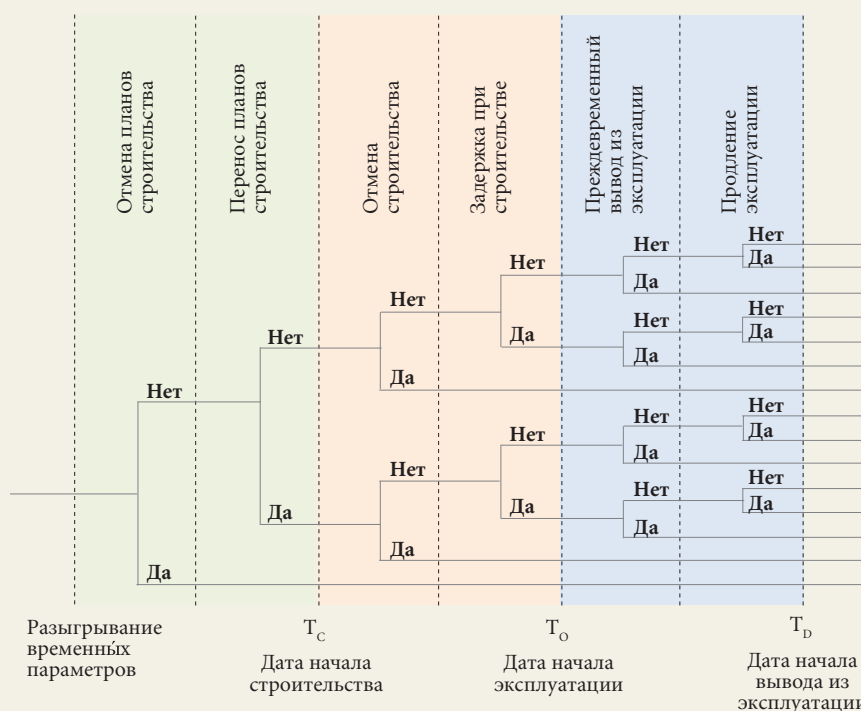 Отмена планов
строительства
Перенос планов
строительства
Отмена
строительства
Задержка при
строительстве
Преждевременный
вывод из
эксплуатации
Продление
эксплуатации
Нет
Да
Нет
Да
Нет
Да
Нет
Да
Нет
Да
Нет
Да
Нет
Да
Нет
Да
Нет
Да
Нет
Да
Нет
Да
Нет
Да
Нет
Да
Нет
Да
Нет
Да
Нет
Да
Разыгрывание
временны́х
параметров
T_C
Дата начала
строительства
T_O
Дата начала
эксплуатации
T_D
Дата начала
вывода из
эксплуатации